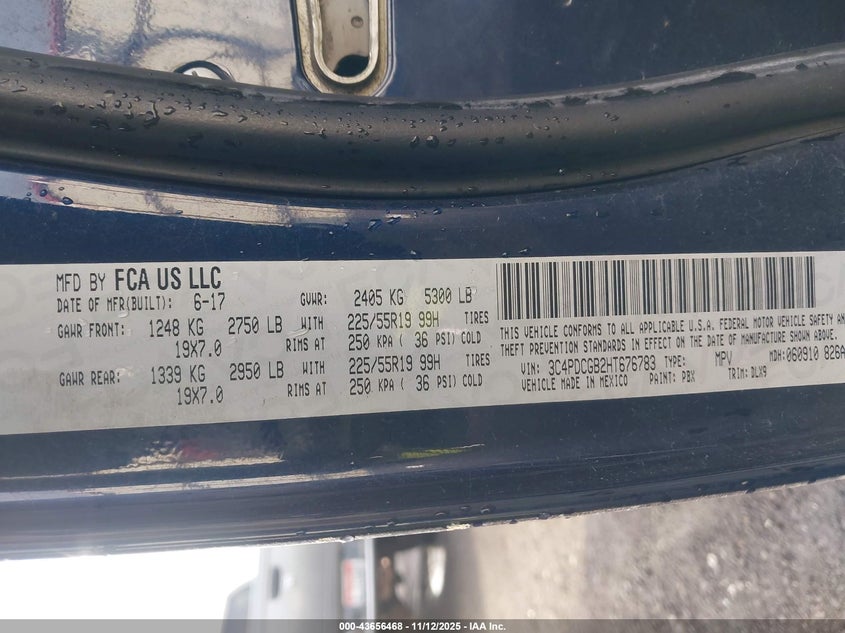 MFD BY FCA US LLC
DATE OF MFR(BUILT): 6-17 GVWR: 2405 KG 5300 LB
GAWR FRONT: 1248 KG 2750 LB WITH 225/55R19 99H TIRES
19X7.0 RIMS AT 250 KPA ( 36 PSI) COLD
GAWR REAR: 1339 KG 2950 LB WITH 225/55R19 99H TIRES
19X7.0 RIMS AT 250 KPA ( 36 PSI) COLD
THIS VEHICLE CONFORMS TO ALL APPLICABLE U.S.A. FEDERAL MOTOR VEHICLE SAFETY AND
THEFT PREVENTION STANDARDS IN EFFECT ON THE DATE OF MANUFACTURE SHOWN ABOVE
VIN: 3C4PDCGB2HT676783 TYPE: MPV MDH: 060910 826A
VEHICLE MADE IN MEXICO PAINT: PBX TRIM: DLX9
000-43656468 - 11/12/2025 - IAA Inc.